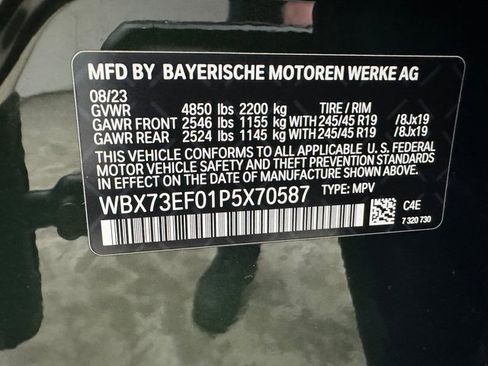 MFD BY BAYERISCHE MOTOREN WERKE AG
08/23
GVWR 4850 lbs 2200 kg TIRE / RIM
GAWR FRONT 2546 lbs 1155 kg WITH 245/45 R19 /8Jx19
GAWR REAR 2524 lbs 1145 kg WITH 245/45 R19 /8Jx19
THIS VEHICLE CONFORMS TO ALL APPLICABLE U. S. FEDERAL
MOTOR VEHICLE SAFETY AND THEFT PREVENTION STANDARDS
IN EFFECT ON THE DATE OF MANUFACTURE SHOWN ABOVE.
WBX73EF01P5X70587 TYPE: MPV
C4E
7 320 730